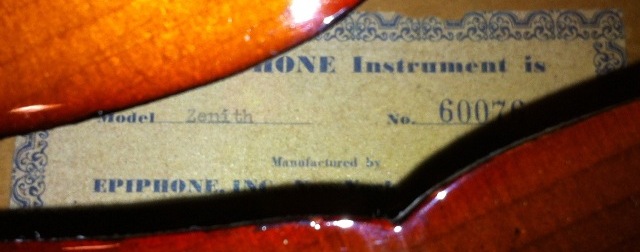 PHONE Instrument is
Model Zenith No. 6007
Manufactured by
EPIPHONE, INC.